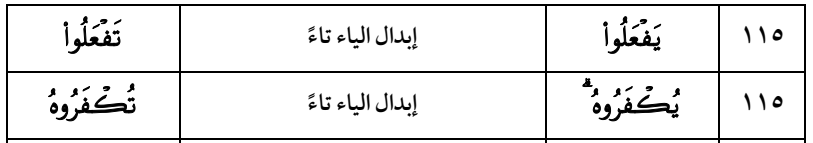 ١١٥ يَفْعَلُوا۟ إبدال الياء تاءً تَفْعَلُوا۟
١١٥ يُكْفَرُوهُۗ إبدال الياء تاءً تُكْفَرُوهُ